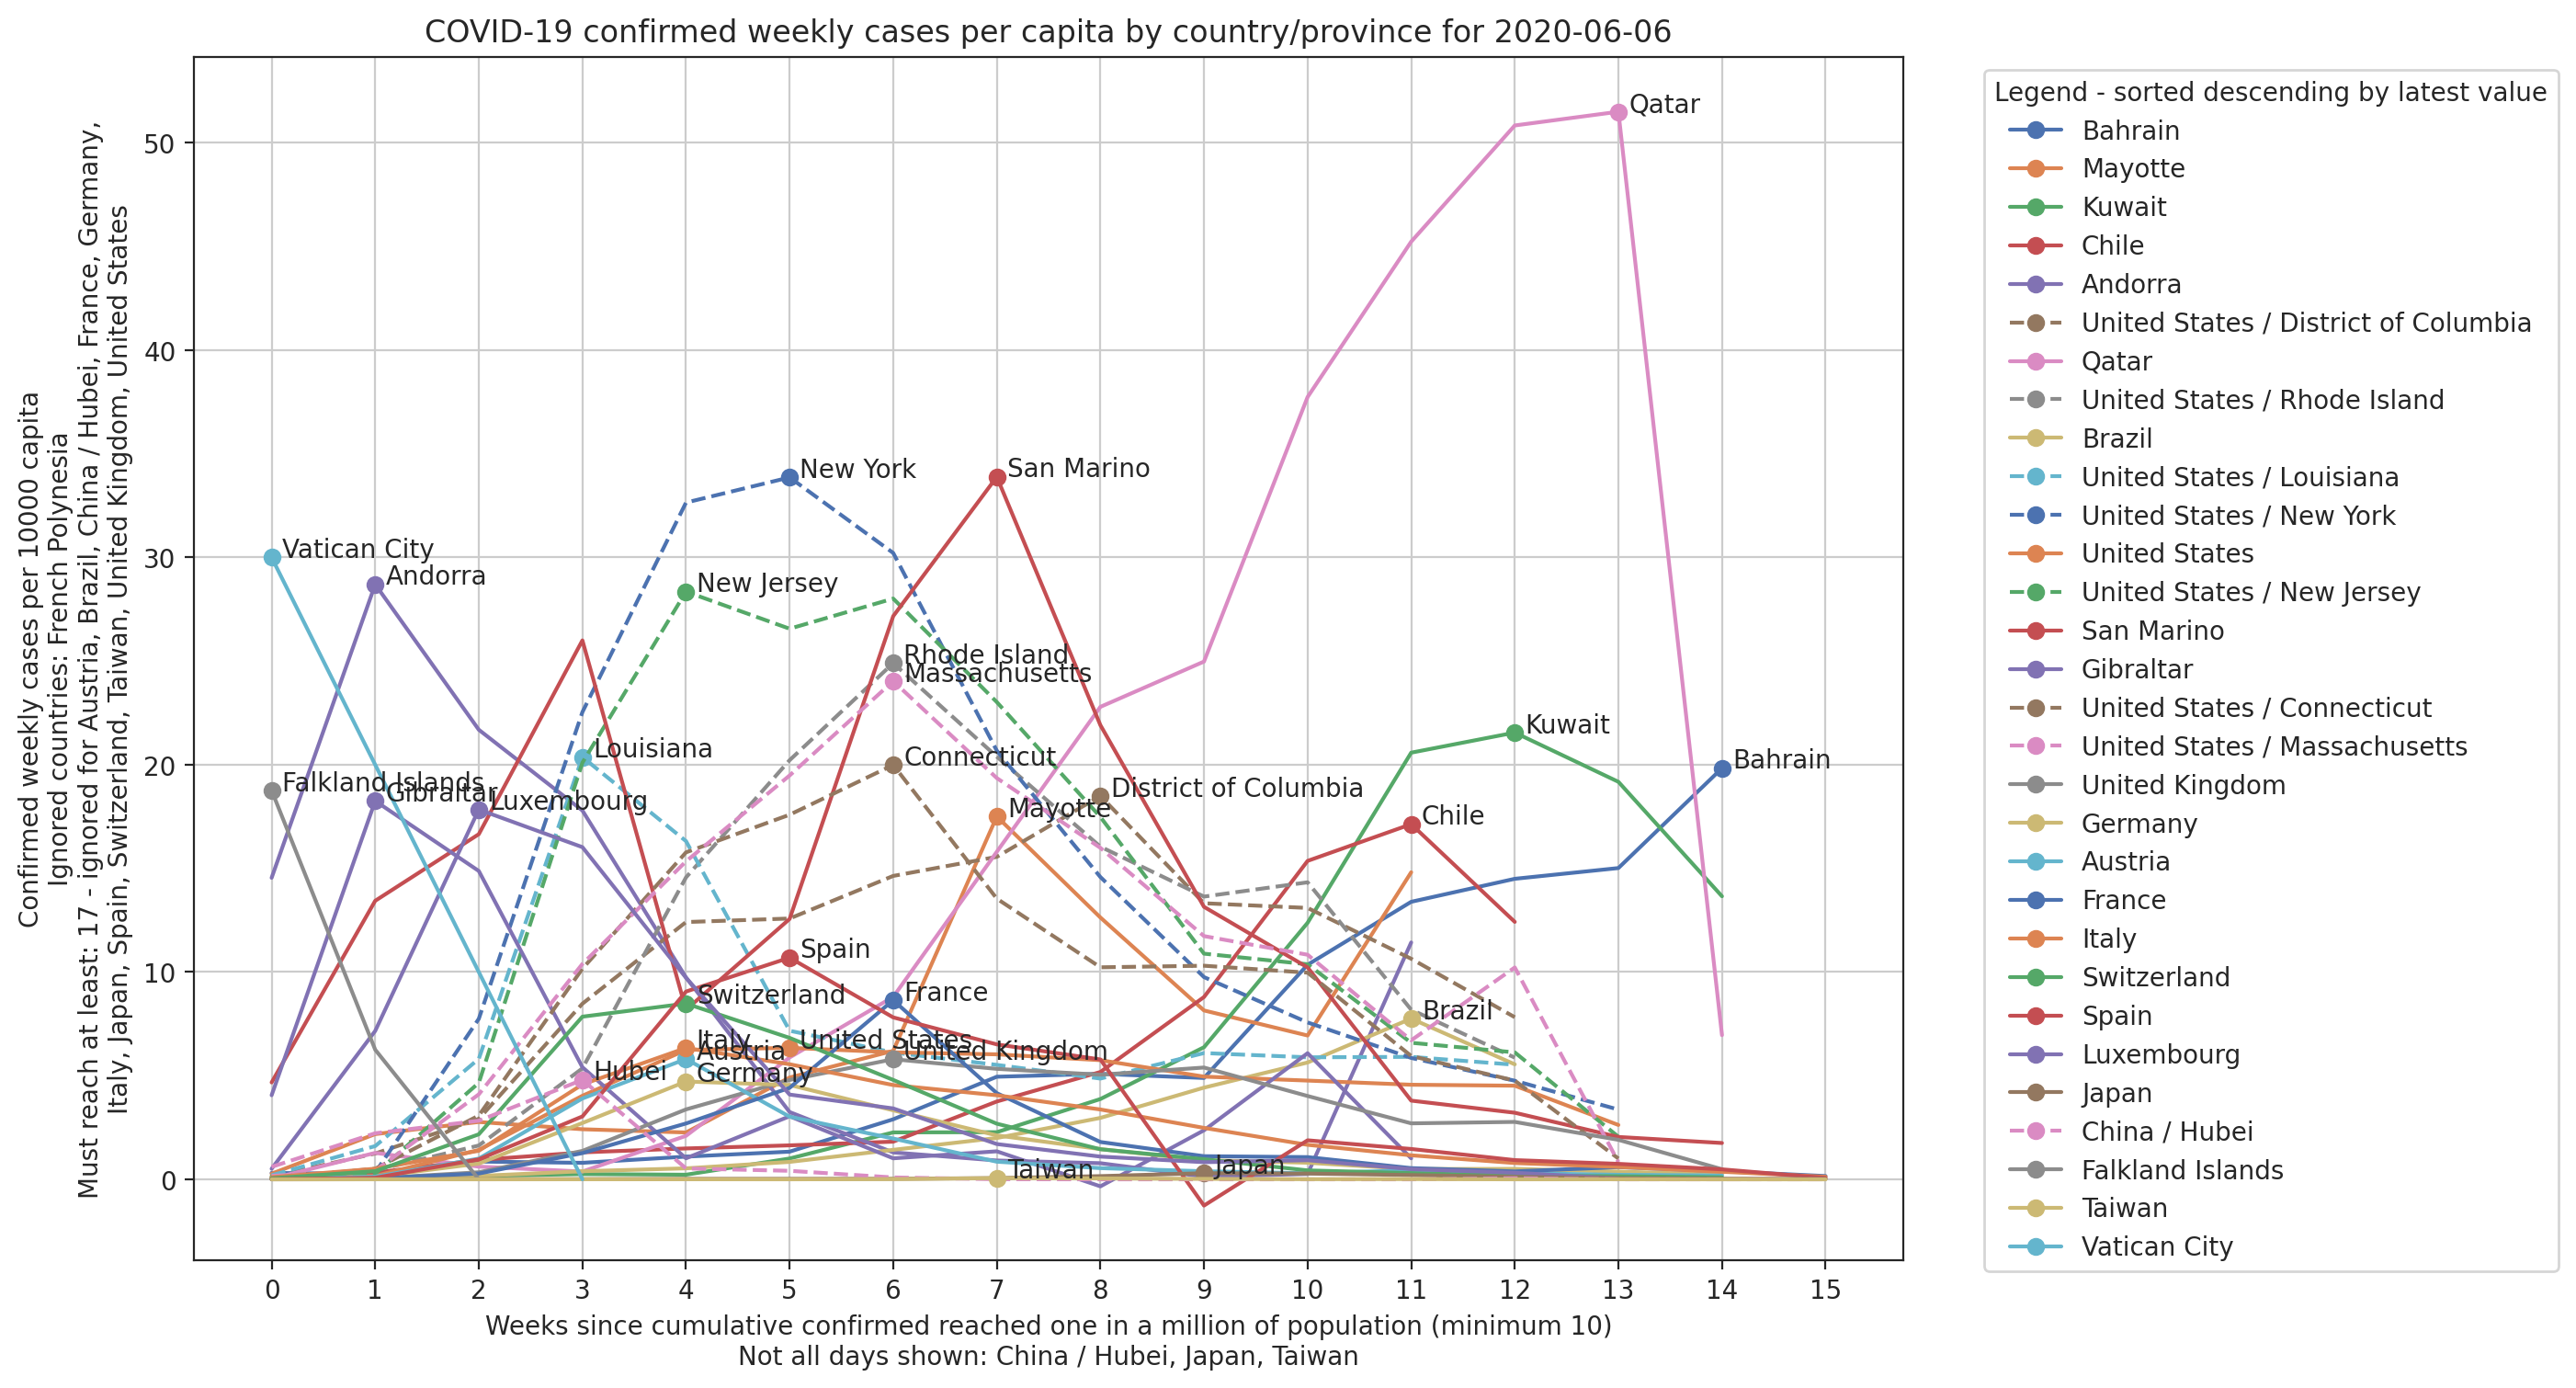 COVID-19 confirmed weekly cases per capita by country/province for 2020-06-06
Confirmed weekly cases per 10000 capita
Ignored countries: French Polynesia
Must reach at least: 17 - ignored for Austria, Brazil, China / Hubei, France, Germany,
Italy, Japan, Spain, Switzerland, Taiwan, United Kingdom, United States
50
40
30
20
10
0
Qatar
New York
San Marino
Vatican City
Andorra
New Jersey
Rhode Island
Massachusetts
Louisiana
Connecticut
Kuwait
Bahrain
Falkland Islands
Gibraltar
Luxembourg
District of Columbia
Mayotte
Chile
Spain
Switzerland
France
Brazil
Italy
United States
Austria
United Kingdom
Hubei
Germany
Taiwan
Japan
0 1 2 3 4 5 6 7 8 9 10 11 12 13 14 15
Weeks since cumulative confirmed reached one in a million of population (minimum 10)
Not all days shown: China / Hubei, Japan, Taiwan
Legend - sorted descending by latest value
Bahrain
Mayotte
Kuwait
Chile
Andorra
United States / District of Columbia
Qatar
United States / Rhode Island
Brazil
United States / Louisiana
United States / New York
United States
United States / New Jersey
San Marino
Gibraltar
United States / Connecticut
United States / Massachusetts
United Kingdom
Germany
Austria
France
Italy
Switzerland
Spain
Luxembourg
Japan
China / Hubei
Falkland Islands
Taiwan
Vatican City